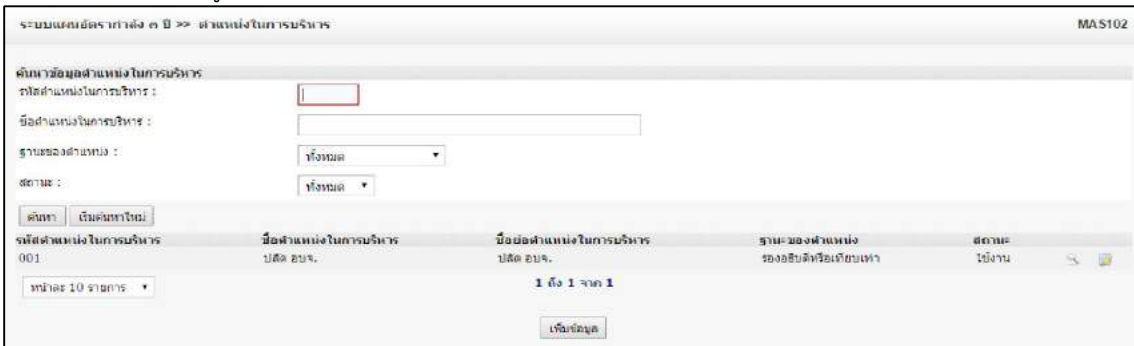 ระบบแผนอัตรากำลัง ๓ ปี >> ตำแหน่งในการบริหาร MAS102
ค้นหาข้อมูลตำแหน่งในการบริหาร
รหัสตำแหน่งในการบริหาร :
ชื่อตำแหน่งในการบริหาร :
ฐานะของตำแหน่ง : ทั้งหมด
สถานะ : ทั้งหมด
ค้นหา เริ่มค้นหาใหม่
รหัสตำแหน่งในการบริหาร ชื่อตำแหน่งในการบริหาร ชื่อย่อตำแหน่งในการบริหาร ฐานะของตำแหน่ง สถานะ
001 ปลัด อบจ. ปลัด อบจ. รองอธิบดีหรือเทียบเท่า ใช้งาน
หน้าละ 10 รายการ 1 ถึง 1 จาก 1
เพิ่มข้อมูล